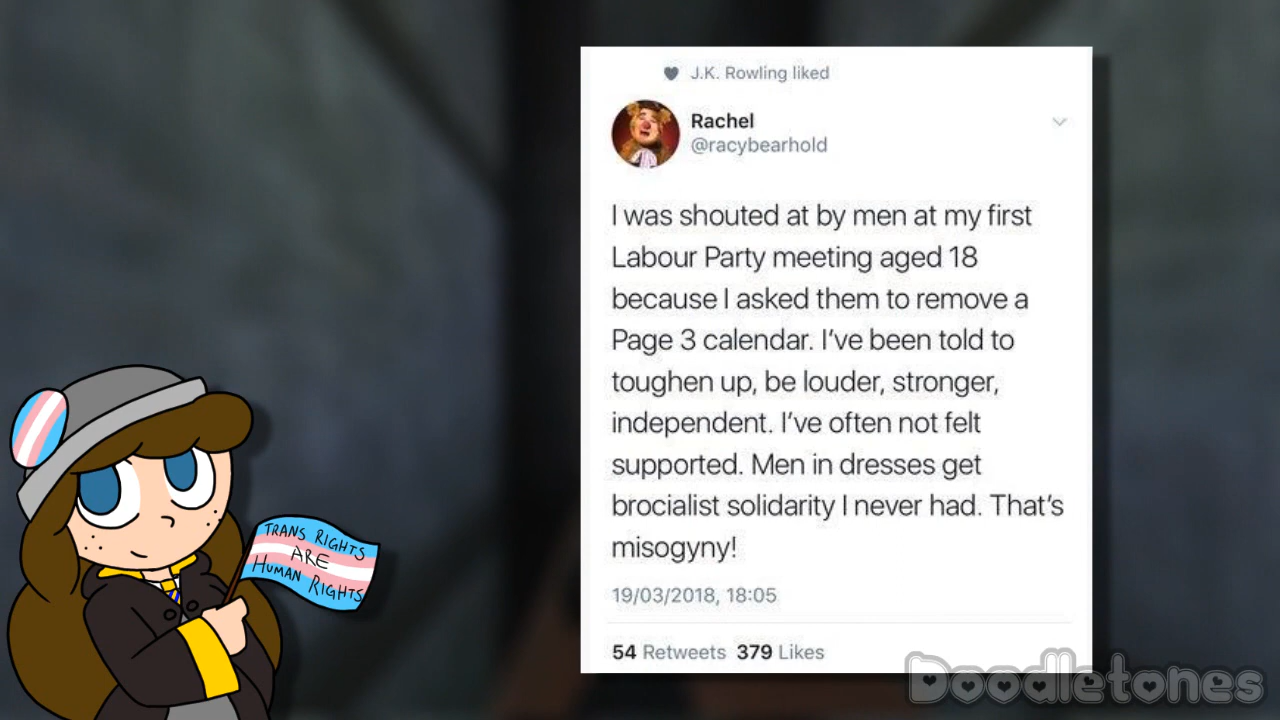 J.K. Rowling liked
Rachel
@racybearhold
I was shouted at by men at my first
Labour Party meeting aged 18
because I asked them to remove a
Page 3 calendar. I've been told to
toughen up, be louder, stronger,
independent. I've often not felt
supported. Men in dresses get
brocialist solidarity I never had. That's
misogyny!
19/03/2018, 18:05
54 Retweets 379 Likes
TRANS RIGHTS
ARE
HUMAN RIGHTS
Doodletones